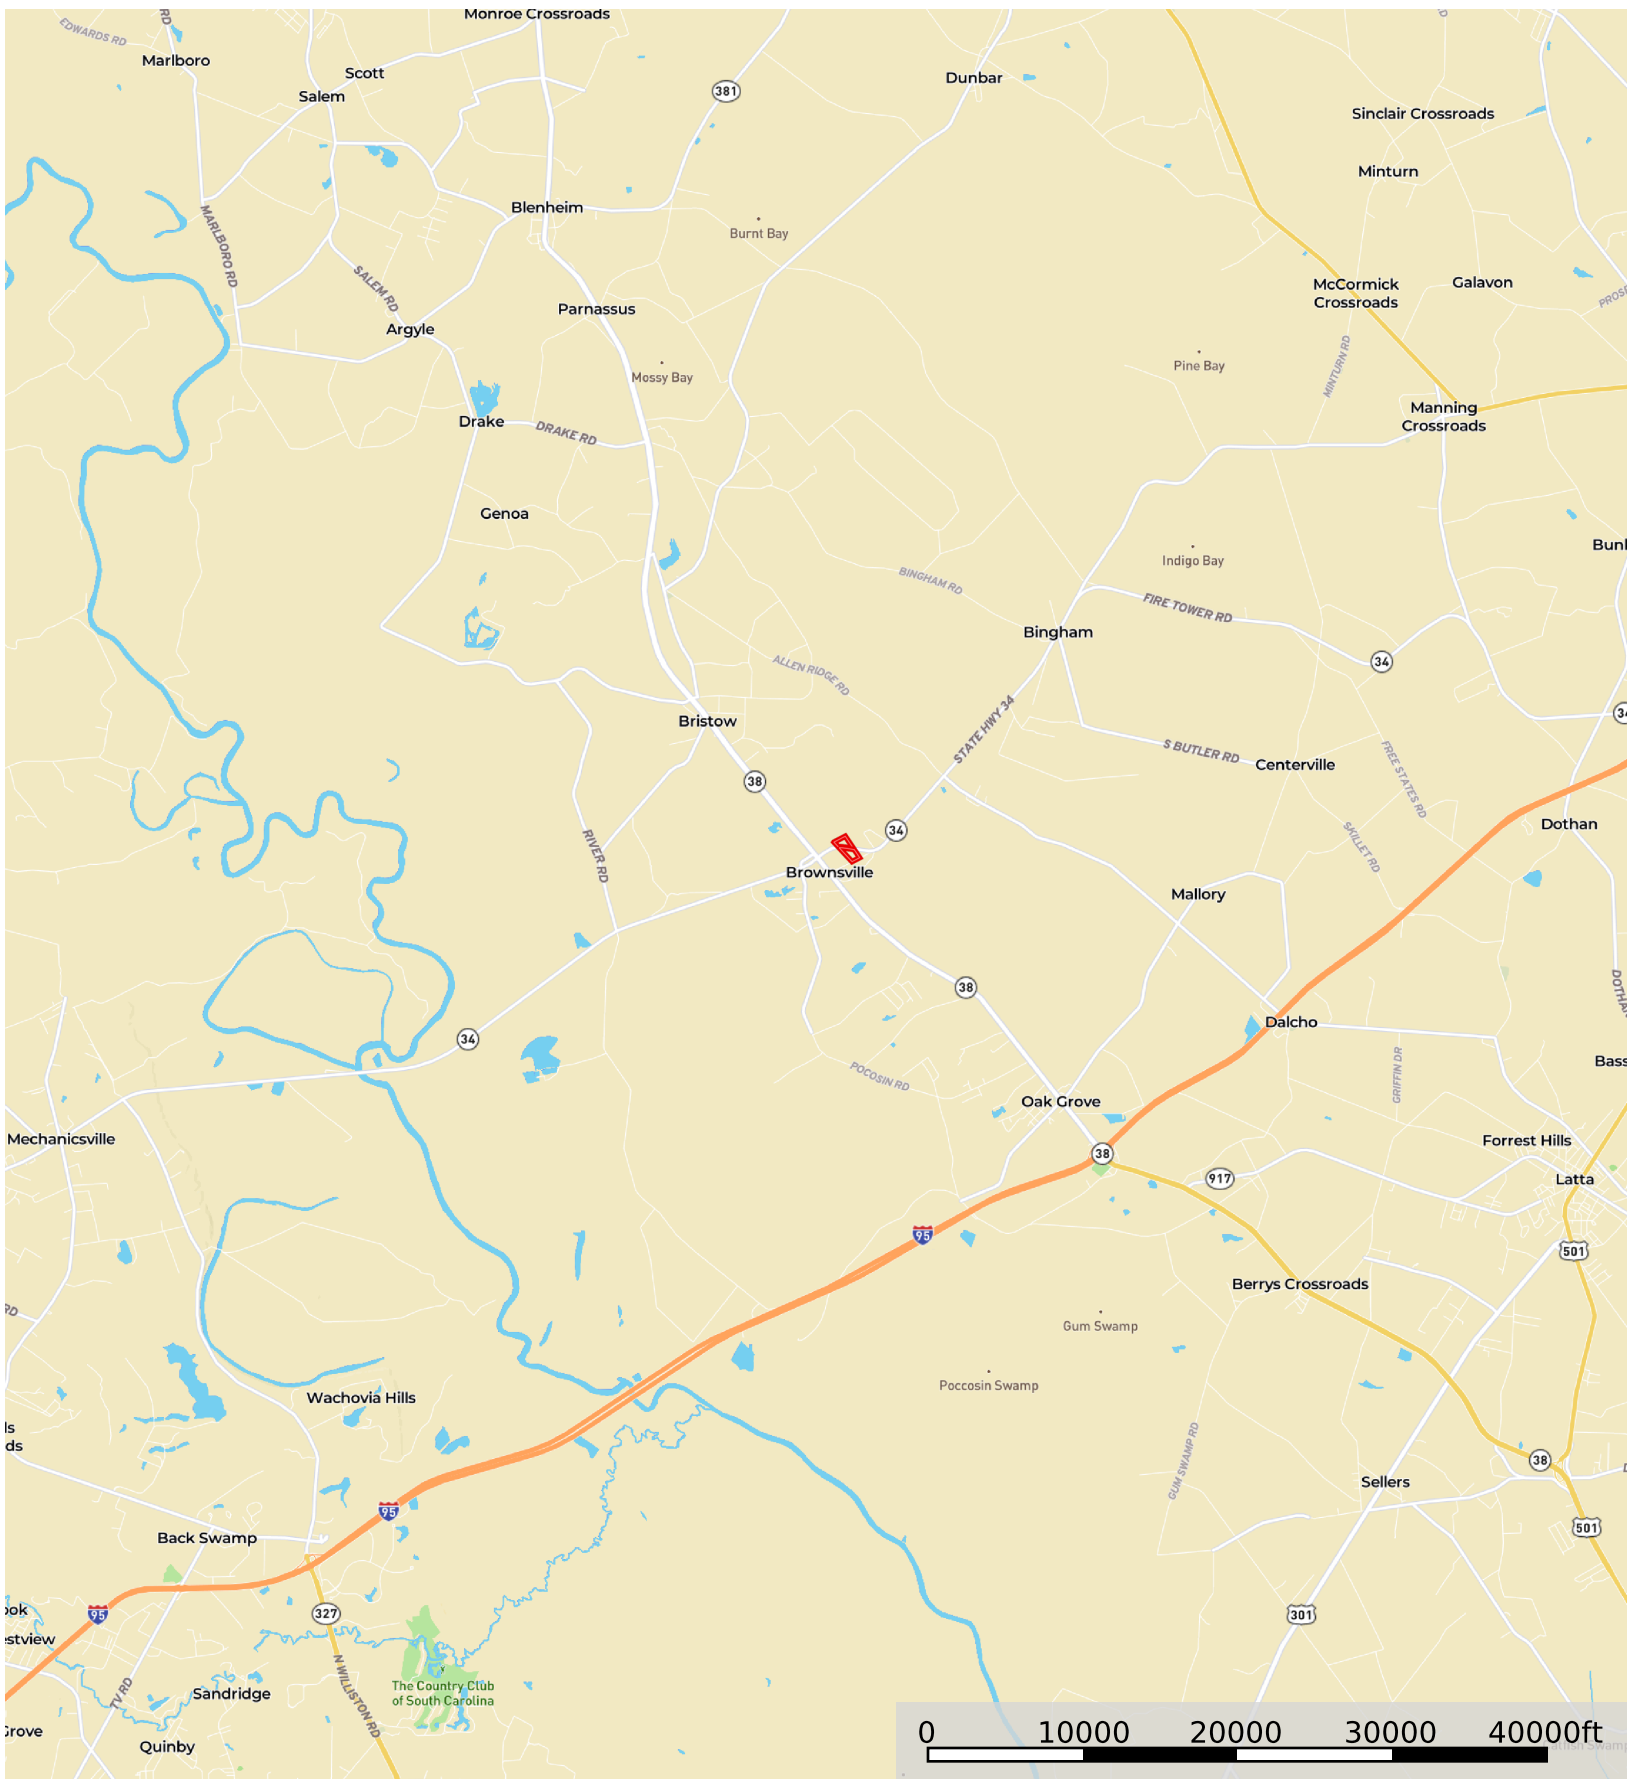 Monroe Crossroads
EDWARDS RD
RD
RD
Marlboro
Scott
Salem
381
Dunbar
Sinclair Crossroads
Minturn
Blenheim
Burnt Bay
MARLBORO RD
SALEM RD
Argyle
Parnassus
McCormick
Crossroads
Galavon
Mossy Bay
Pine Bay
MINTURN RD
Manning
Crossroads
Drake
DRAKE RD
Genoa
Indigo Bay
BINGHAM RD
FIRE TOWER RD
Bingham
34
ALLEN RIDGE RD
STATE HWY 34
Bristow
38
S BUTLER RD
Centerville
FREE STATES RD
SKILLET RD
Dothan
34
RIVER RD
Brownsville
Mallory
38
Dalcho
34
POCOSIN RD
Oak Grove
GRIFFIN DR
Mechanicsville
Forrest Hills
38
917
Latta
95
501
Berrys Crossroads
Gum Swamp
Poccosin Swamp
Wachovia Hills
GUM SWAMP RD
38
Sellers
95
Back Swamp
501
95
327
301
TV RD
N WILLISTON RD
Sandridge
The Country Club
of South Carolina
Quinby
0 10000 20000 30000 40000ft